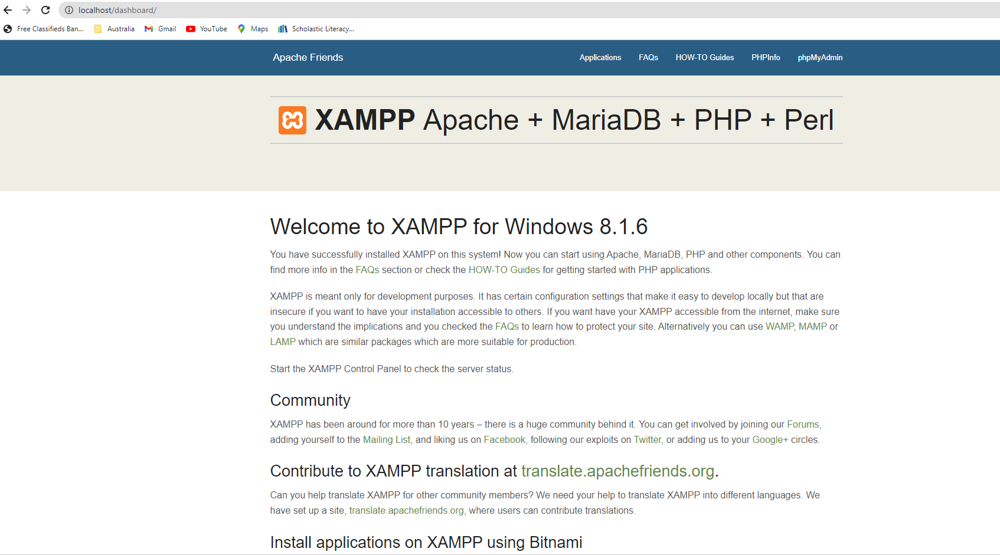 localhost/dashboard/
Free Classifieds Ban...
Australia
Gmail
YouTube
Maps
Scholastic Literacy...
Apache Friends
Applications
FAQs
HOW-TO Guides
PHPInfo
phpMyAdmin
XAMPP Apache + MariaDB + PHP + Perl
Welcome to XAMPP for Windows 8.1.6
You have successfully installed XAMPP on this system! Now you can start using Apache, MariaDB, PHP and other components. You can
find more info in the FAQs section or check the HOW-TO Guides for getting started with PHP applications.
XAMPP is meant only for development purposes. It has certain configuration settings that make it easy to develop locally but that are
insecure if you want to have your installation accessible to others. If you want have your XAMPP accessible from the internet, make sure
you understand the implications and you checked the FAQs to learn how to protect your site. Alternatively you can use WAMP, MAMP or
LAMP which are similar packages which are more suitable for production.
Start the XAMPP Control Panel to check the server status.
Community
XAMPP has been around for more than 10 years – there is a huge community behind it. You can get involved by joining our Forums,
adding yourself to the Mailing List, and liking us on Facebook, following our exploits on Twitter, or adding us to your Google+ circles.
Contribute to XAMPP translation at translate.apachefriends.org.
Can you help translate XAMPP for other community members? We need your help to translate XAMPP into different languages. We
have set up a site, translate.apachefriends.org, where users can contribute translations.
Install applications on XAMPP using Bitnami